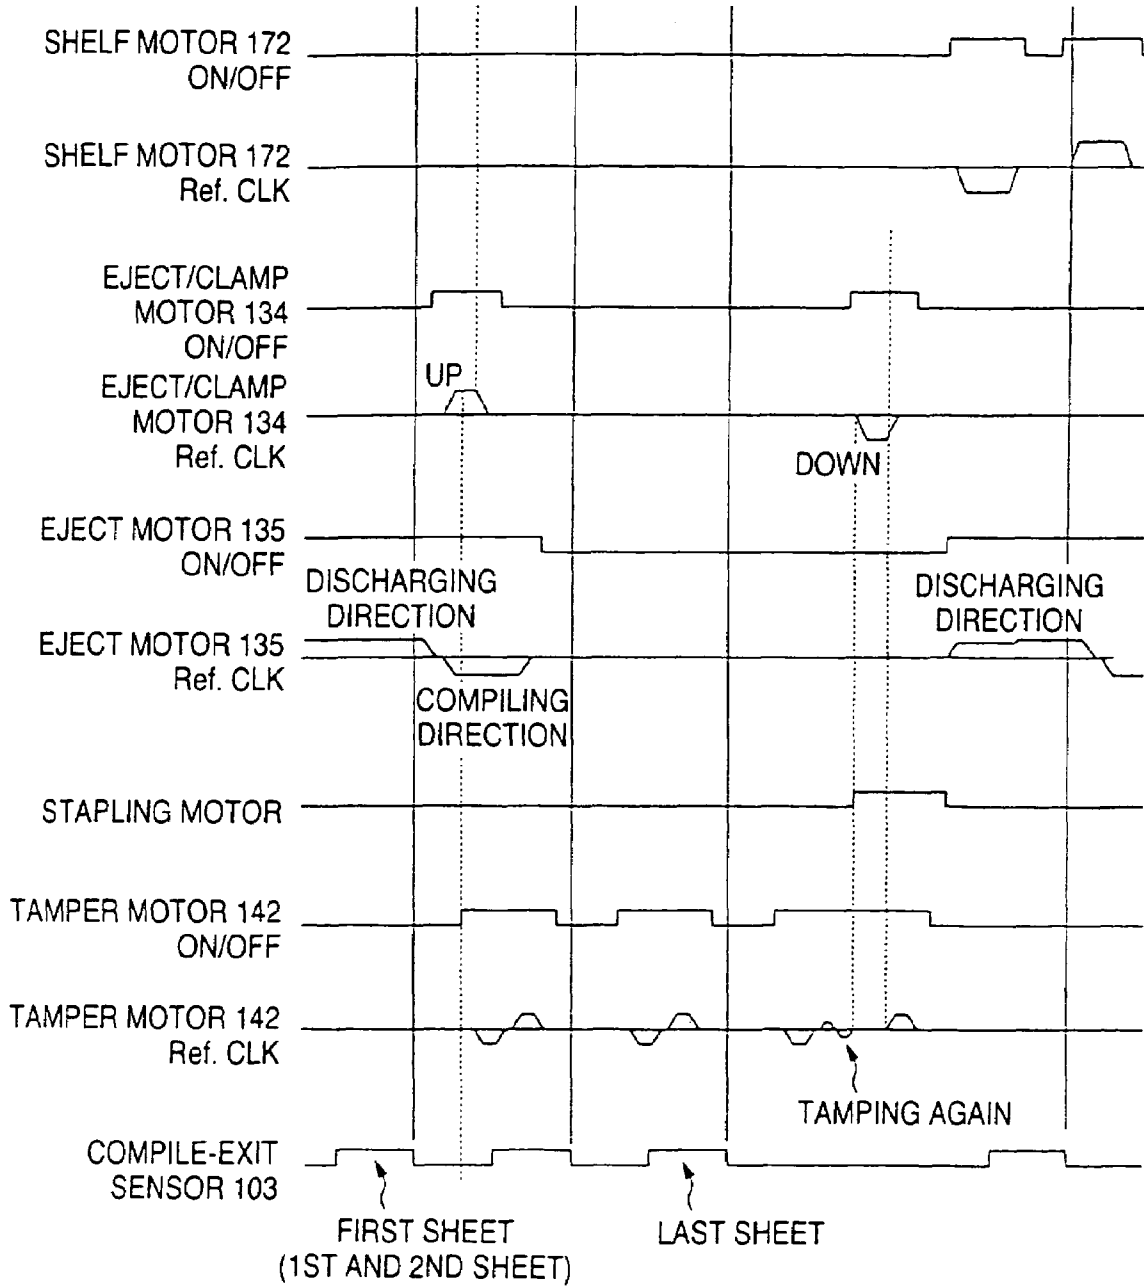 SHELF MOTOR 172
ON/OFF
SHELF MOTOR 172
Ref. CLK
EJECT/CLAMP
MOTOR 134
ON/OFF
EJECT/CLAMP
MOTOR 134
Ref. CLK
UP
DOWN
EJECT MOTOR 135
ON/OFF
DISCHARGING
DIRECTION
DISCHARGING
DIRECTION
EJECT MOTOR 135
Ref. CLK
COMPILING
DIRECTION
STAPLING MOTOR
TAMPER MOTOR 142
ON/OFF
TAMPER MOTOR 142
Ref. CLK
TAMPING AGAIN
COMPILE-EXIT
SENSOR 103
FIRST SHEET
(1ST AND 2ND SHEET)
LAST SHEET